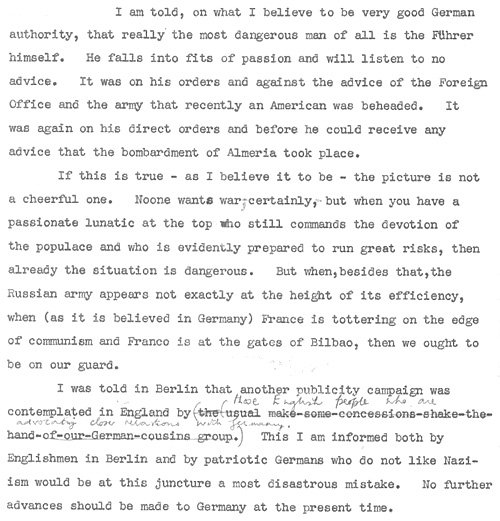 I am told, on what I believe to be very good German
authority, that really the most dangerous man of all is the Führer
himself. He falls into fits of passion and will listen to no
advice. It was on his orders and against the advice of the Foreign
Office and the army that recently an American was beheaded. It
was again on his direct orders and before he could receive any
advice that the bombardment of Almeria took place.
If this is true - as I believe it to be - the picture is not
a cheerful one. Noone wants war, certainly, but when you have a
passionate lunatic at the top who still commands the devotion of
the populace and who is evidently prepared to run great risks, then
already the situation is dangerous. But when, besides that, the
Russian army appears not exactly at the height of its efficiency,
when (as it is believed in Germany) France is tottering on the edge
of communism and Franco is at the gates of Bilbao, then we ought to
be on our guard.
I was told in Berlin that another publicity campaign was
those English people who are
contemplated in England by (the (usual make-some-concessions-shake-the-
advocating close relations with Germany.
hand-of-our-German-cousins group.) This I am informed both by
Englishmen in Berlin and by patriotic Germans who do not like Nazi-
ism would be at this juncture a most disastrous mistake. No further
advances should be made to Germany at the present time.